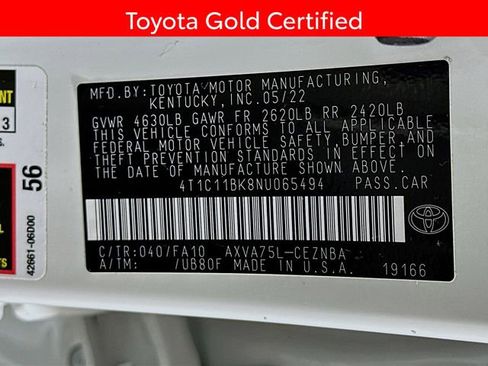 Toyota Gold Certified
MFD.BY:TOYOTA MOTOR MANUFACTURING,
KENTUCKY, INC. 05/22
GVWR 4630LB GAWR FR 2620LB RR 2420LB
THIS VEHICLE CONFORMS TO ALL APPLICABLE
FEDERAL MOTOR VEHICLE SAFETY, BUMPER AND
THEFT PREVENTION STANDARDS IN EFFECT ON
THE DATE OF MANUFACTURE SHOWN ABOVE.
4T1C11BK8NU065494 PASS.CAR
TOYOTA
C/TR:040/FA10 AXVA75L-CEZNBA
A/TM: /UB80F MADE IN U.S.A. 19166
3
S.
56
42661-06D00